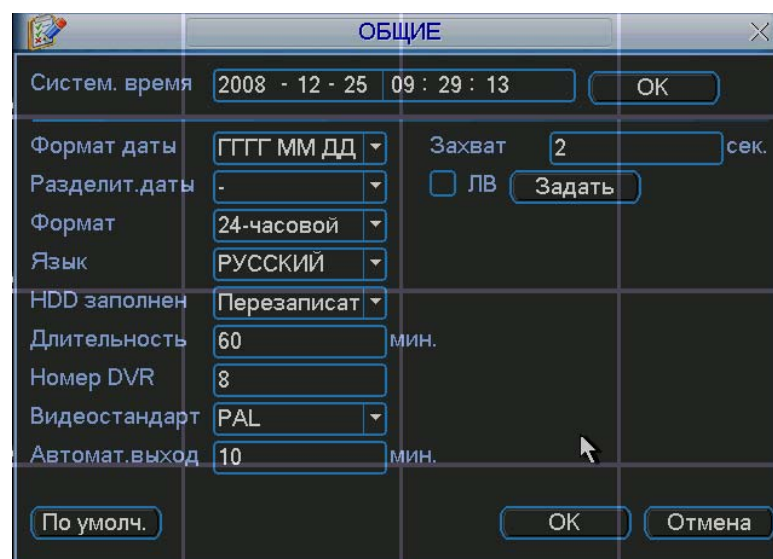 ОБЩИЕ
Систем. время 2008 - 12 - 25 09 : 29 : 13 OK
Формат даты ГГГГ ММ ДД Захват 2 сек.
Разделит.даты - ЛВ Задать
Формат 24-часовой
Язык РУССКИЙ
HDD заполнен Перезаписат
Длительность 60 мин.
Номер DVR 8
Видеостандарт PAL
Автомат.выход 10 мин.
По умолч. OK Отмена